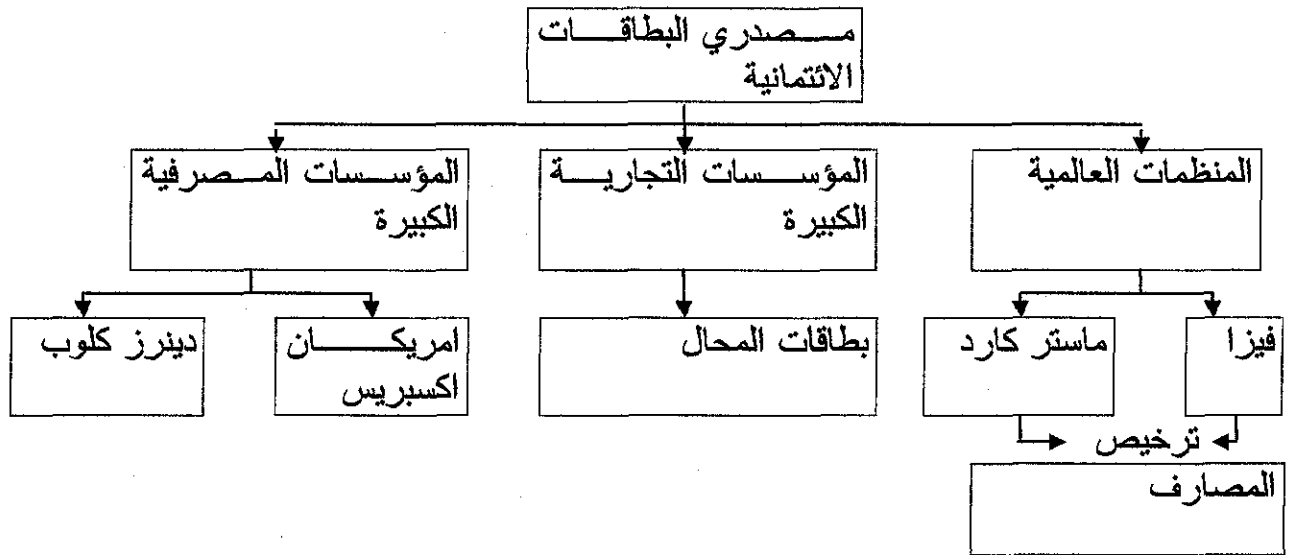 مصدري البطاقات
الائتمانية
المنظمات العالمية
المؤسسات التجارية
الكبيرة
المؤسسات المصرفية
الكبيرة
فيزا
ماستر كارد
بطاقات المحال
امريكان
اكسبريس
دينرز كلوب
ترخيص
المصارف